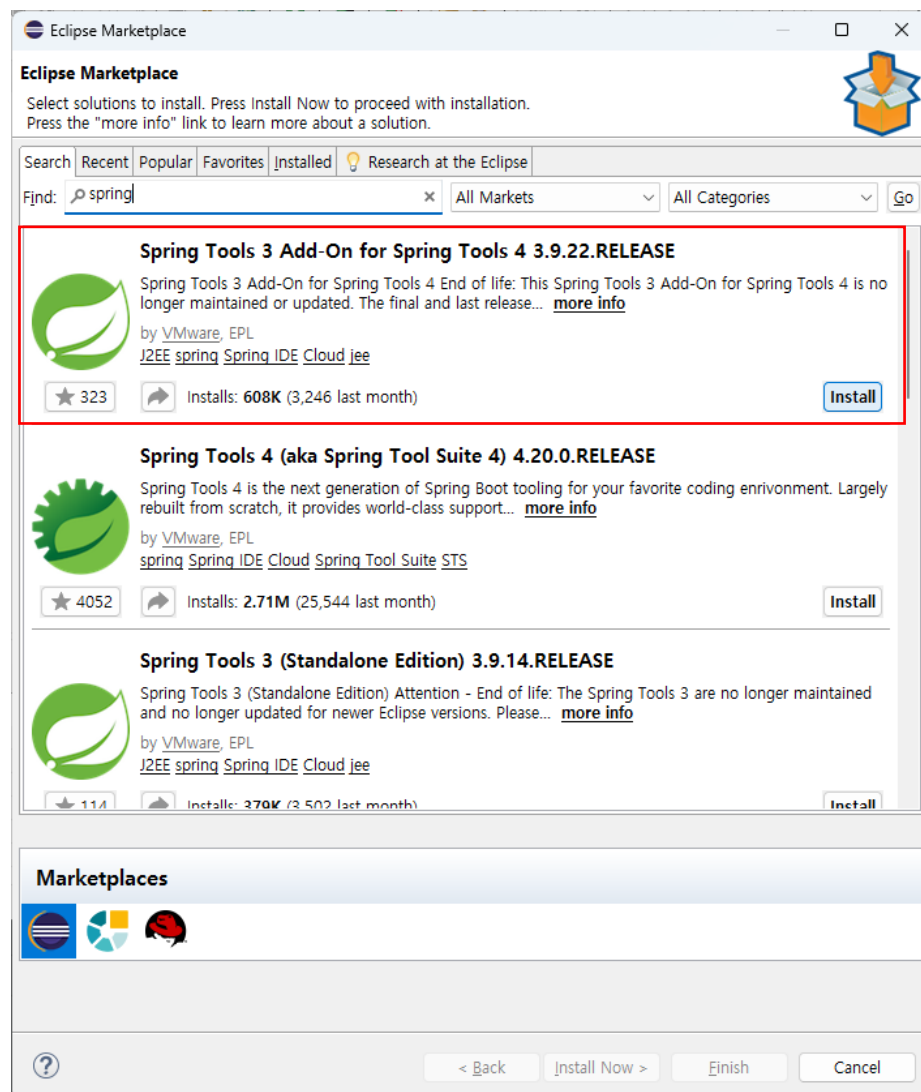 Eclipse Marketplace
Eclipse Marketplace
Select solutions to install. Press Install Now to proceed with installation.
Press the "more info" link to learn more about a solution.
Search Recent Popular Favorites Installed Research at the Eclipse
Find: spring All Markets All Categories Go
Spring Tools 3 Add-On for Spring Tools 4 3.9.22.RELEASE
Spring Tools 3 Add-On for Spring Tools 4 End of life: This Spring Tools 3 Add-On for Spring Tools 4 is no
longer maintained or updated. The final and last release... more info
by VMware, EPL
J2EE spring Spring IDE Cloud jee
323 Installs: 608K (3,246 last month) Install
Spring Tools 4 (aka Spring Tool Suite 4) 4.20.0.RELEASE
Spring Tools 4 is the next generation of Spring Boot tooling for your favorite coding enrivonment. Largely
rebuilt from scratch, it provides world-class support... more info
by VMware, EPL
spring Spring IDE Cloud Spring Tool Suite STS
4052 Installs: 2.71M (25,544 last month) Install
Spring Tools 3 (Standalone Edition) 3.9.14.RELEASE
Spring Tools 3 (Standalone Edition) Attention - End of life: The Spring Tools 3 are no longer maintained
and no longer updated for newer Eclipse versions. Please... more info
by VMware, EPL
J2EE spring Spring IDE Cloud jee
114 Installs: 379K (3,502 last month) Install
Marketplaces
? < Back Install Now > Finish Cancel